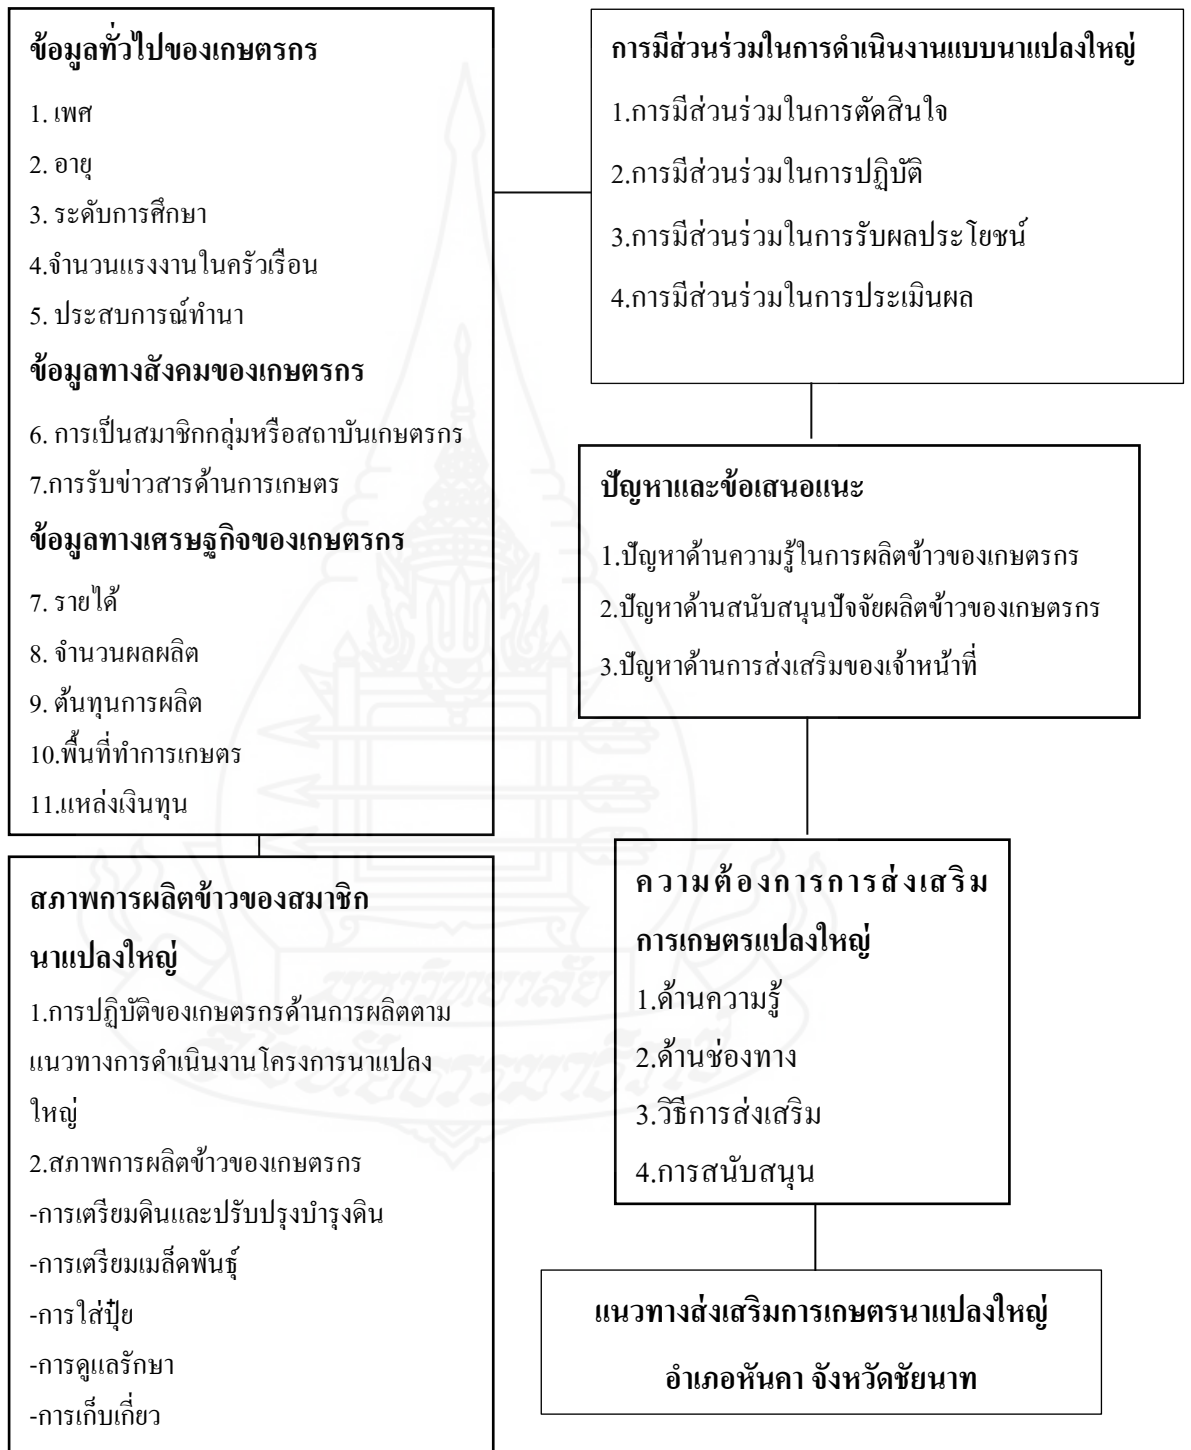 ข้อมูลทั่วไปของเกษตรกร
1. เพศ
2. อายุ
3. ระดับการศึกษา
4.จำนวนแรงงานในครัวเรือน
5. ประสบการณ์ทำนา
ข้อมูลทางสังคมของเกษตรกร
6. การเป็นสมาชิกกลุ่มหรือสถาบันเกษตรกร
7.การรับข่าวสารด้านการเกษตร
ข้อมูลทางเศรษฐกิจของเกษตรกร
7. รายได้
8. จำนวนผลผลิต
9. ต้นทุนการผลิต
10.พื้นที่ทำการเกษตร
11.แหล่งเงินทุน
สภาพการผลิตข้าวของสมาชิก
นาแปลงใหญ่
1.การปฏิบัติของเกษตรกรด้านการผลิตตาม
แนวทางการดำเนินงานโครงการนาแปลง
ใหญ่
2.สภาพการผลิตข้าวของเกษตรกร
-การเตรียมดินและปรับปรุงบำรุงดิน
-การเตรียมเมล็ดพันธุ์
-การใส่ปุ๋ย
-การดูแลรักษา
-การเก็บเกี่ยว
การมีส่วนร่วมในการดำเนินงานแบบนาแปลงใหญ่
1.การมีส่วนร่วมในการตัดสินใจ
2.การมีส่วนร่วมในการปฏิบัติ
3.การมีส่วนร่วมในการรับผลประโยชน์
4.การมีส่วนร่วมในการประเมินผล
ปัญหาและข้อเสนอแนะ
1.ปัญหาด้านความรู้ในการผลิตข้าวของเกษตรกร
2.ปัญหาด้านสนับสนุนปัจจัยผลิตข้าวของเกษตรกร
3.ปัญหาด้านการส่งเสริมของเจ้าหน้าที่
ความต้องการการส่งเสริม
การเกษตรแปลงใหญ่
1.ด้านความรู้
2.ด้านช่องทาง
3.วิธีการส่งเสริม
4.การสนับสนุน
แนวทางส่งเสริมการเกษตรนาแปลงใหญ่
อำเภอหันคา จังหวัดชัยนาท
มหาวิทยาลัย
สุโขทัยธรรมาธิราช